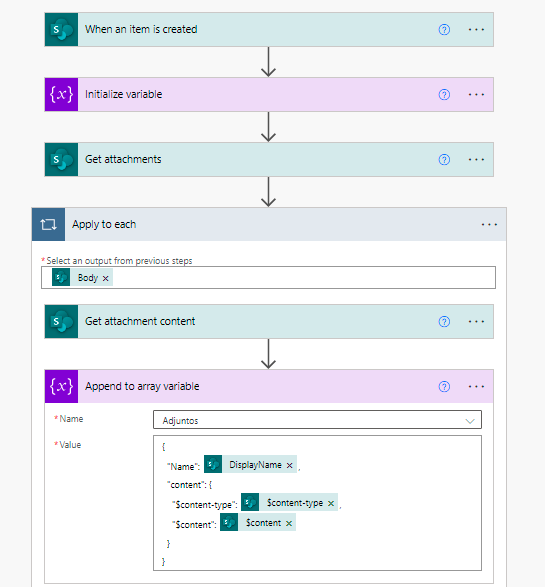 When an item is created
{x} Initialize variable
Get attachments
Apply to each
*Select an output from previous steps
Body ×
Get attachment content
{x} Append to array variable
*Name
Adjuntos
*Value
{
"Name": DisplayName ×,
"content": {
"$content-type": $content-type ×,
"$content": $content ×
}
}